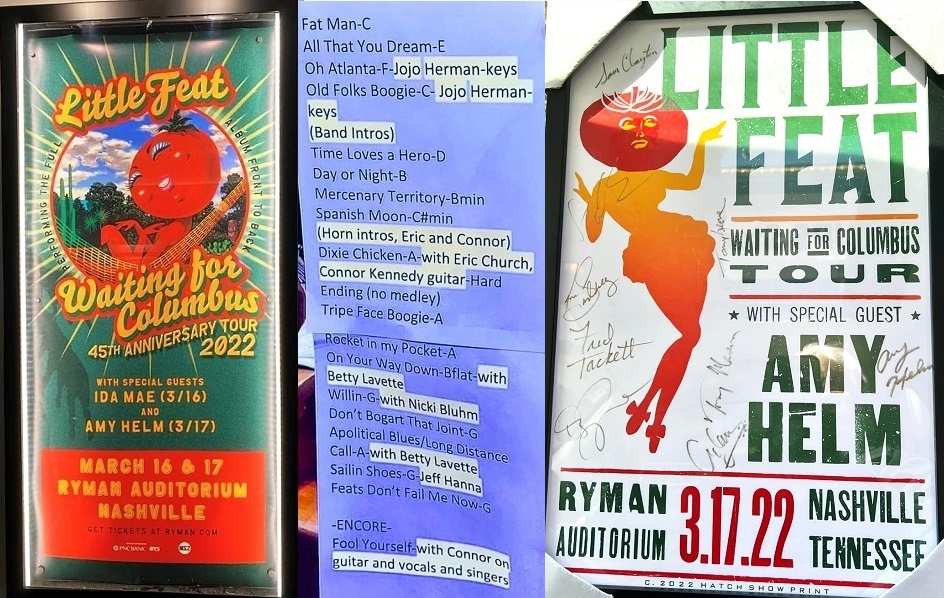 Little Feat
PERFORMING THE FULL
ALBUM FRONT TO BACK
Waiting for
Columbus
45TH ANNIVERSARY TOUR
2022
WITH SPECIAL GUESTS
IDA MAE (3/16)
AND
AMY HELM (3/17)
MARCH 16 & 17
RYMAN AUDITORIUM
NASHVILLE
GET TICKETS AT RYMAN.COM
PNCBANK
Fat Man-C
All That You Dream-E
Oh Atlanta-F-Jojo Herman-keys
Old Folks Boogie-C- Jojo Herman-
keys
(Band Intros)
Time Loves a Hero-D
Day or Night-B
Mercenary Territory-Bmin
Spanish Moon-C#min
(Horn intros, Eric and Connor)
Dixie Chicken-A-with Eric Church,
Connor Kennedy guitar-Hard
Ending (no medley)
Tripe Face Boogie-A
Rocket in my Pocket-A
On Your Way Down-Bflat-with
Betty Lavette
Willin-G-with Nicki Bluhm
Don't Bogart That Joint-G
Apolitical Blues/Long Distance
Call-A-with Betty Lavette
Sailin Shoes-G-Jeff Hanna
Feats Don't Fail Me Now-G
-ENCORE-
Fool Yourself-with Connor on
guitar and vocals and singers
Sam Clayton
LITTLE
FEAT
WAITING FOR COLUMBUS
TOUR
★ WITH SPECIAL GUEST ★
AMY
HELM
Fred
Tackett
Amy
Helm
RYMAN
AUDITORIUM
3.17.22
NASHVILLE
TENNESSEE
C. 2022 HATCH SHOW PRINT